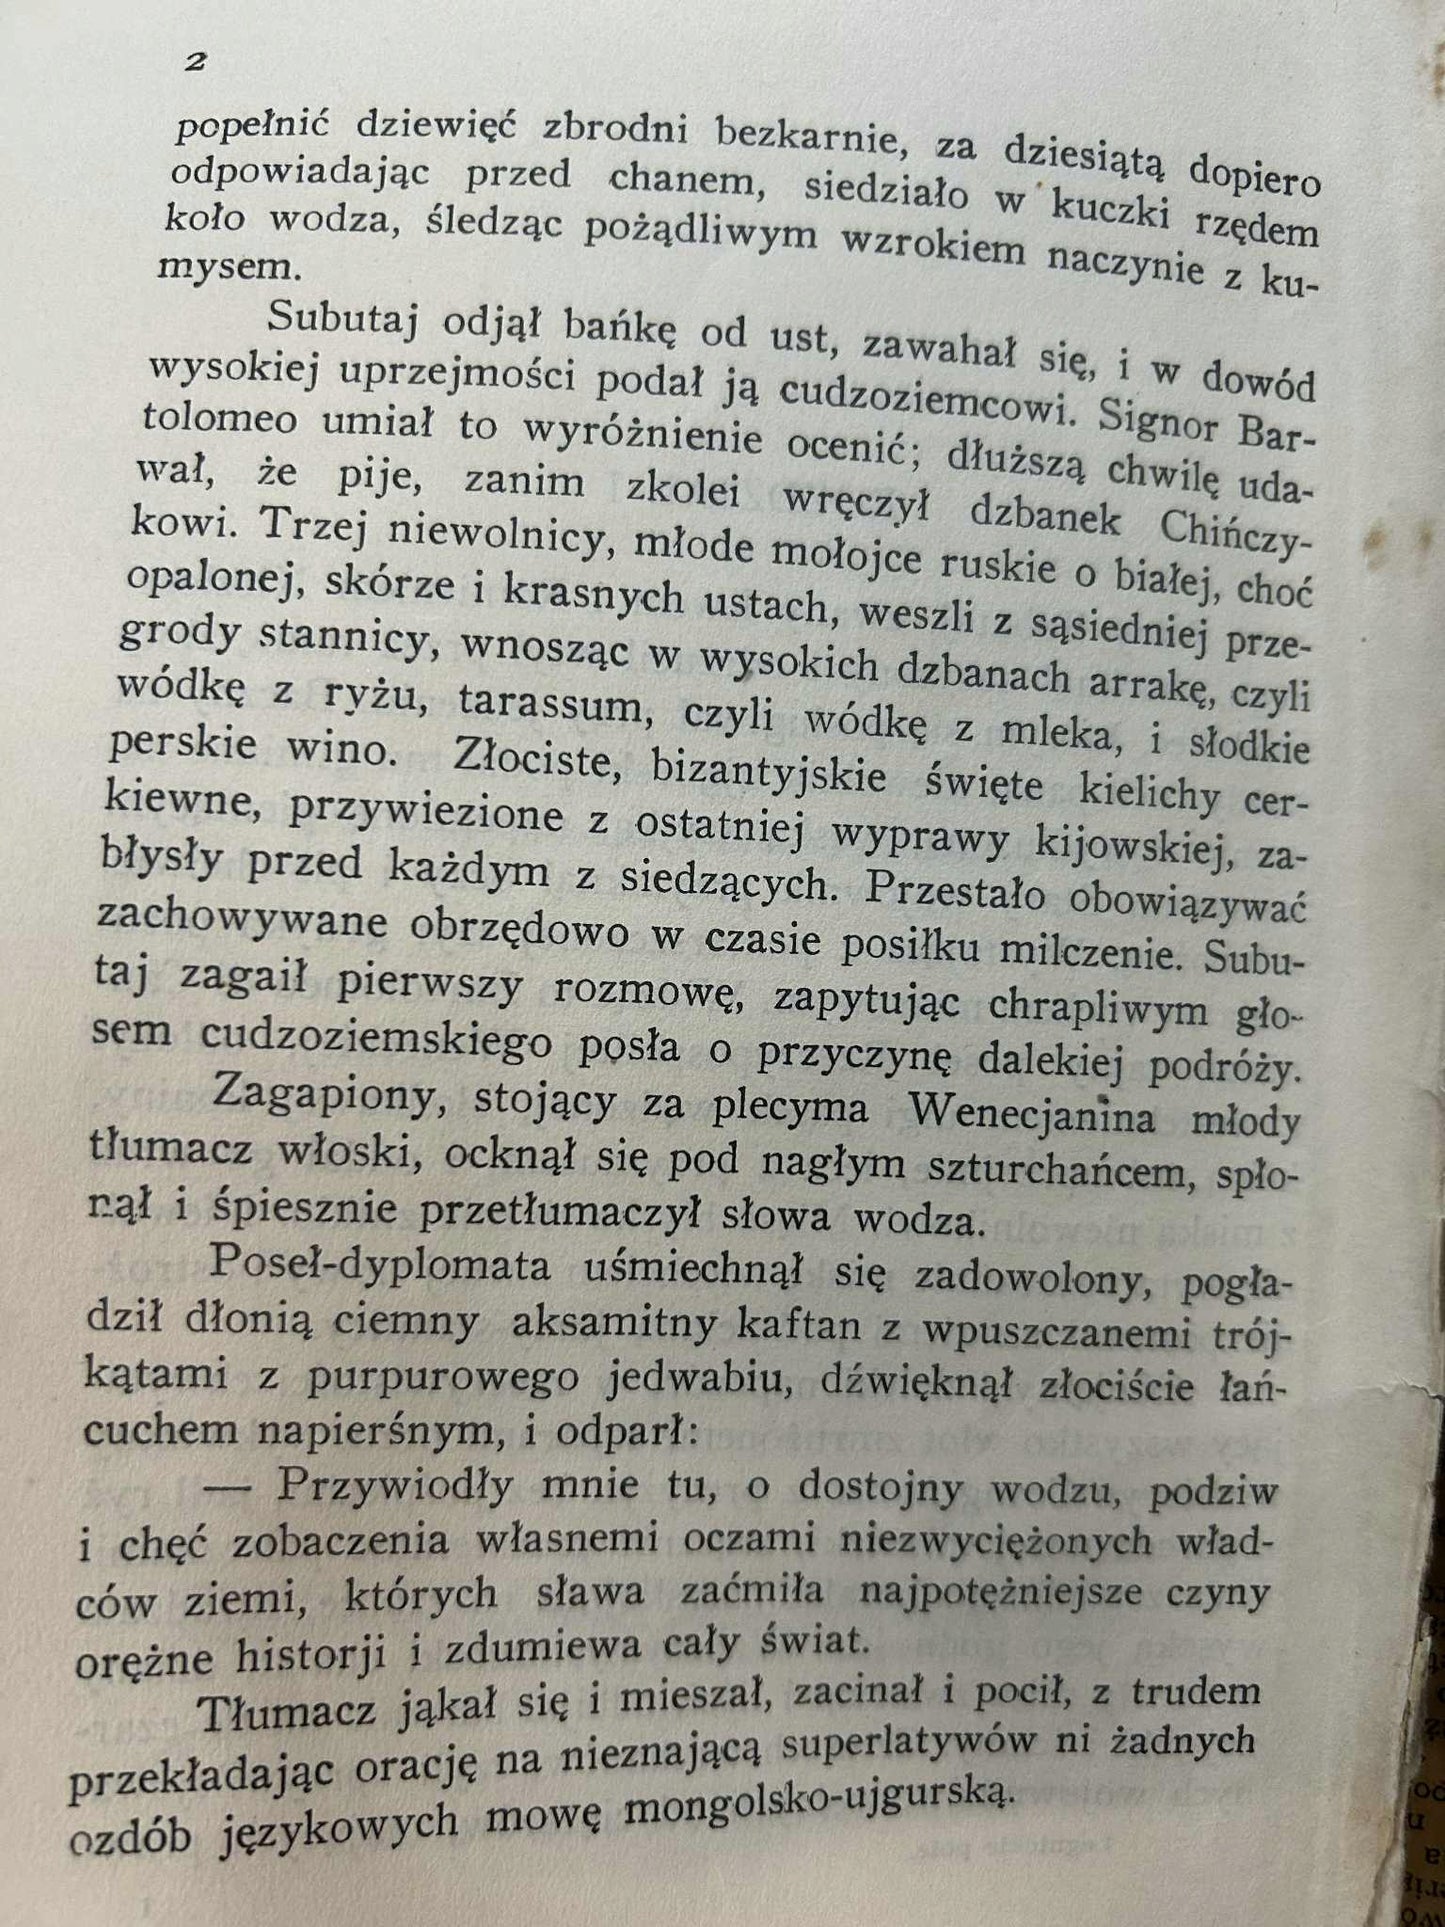 2
popełnić dziewięć zbrodni bezkarnie, za dziesiątą dopiero
odpowiadając przed chanem, siedziało w kuczki rzędem
koło wodza, śledząc pożądliwym wzrokiem naczynie z ku-
mysem.
Subutaj odjął bańkę od ust, zawahał się, i w dowód
wysokiej uprzejmości podał ją cudzoziemcowi. Signor Bar-
tolomeo umiał to wyróżnienie ocenić; dłuższą chwilę uda-
wał, że pije, zanim zkolei wręczył dzbanek Chińczy-
kowi. Trzej niewolnicy, młode mołojce ruskie o białej, choć
opalonej, skórze i krasnych ustach, weszli z sąsiedniej prze-
grody stannicy, wnosząc w wysokich dzbanach arrakę, czyli
wódkę z ryżu, tarassum, czyli wódkę z mleka, i słodkie
perskie wino. Złociste, bizantyjskie święte kielichy cer-
kiewne, przywiezione z ostatniej wyprawy kijowskiej, za-
błysły przed każdym z siedzących. Przestało obowiązywać
zachowywane obrzędowo w czasie posiłku milczenie. Subu-
taj zagaił pierwszy rozmowę, zapytując chrapliwym gło-
sem cudzoziemskiego posła o przyczynę dalekiej podróży.
Zagapiony, stojący za plecyma Wenecjanina młody
tłumacz włoski, ocknął się pod nagłym szturchańcem, spło-
nął i śpiesznie przetłumaczył słowa wodza.
Poseł-dyplomata uśmiechnął się zadowolony, pogła-
dził dłonią ciemny aksamitny kaftan z wpuszczanemi trój-
kątami z purpurowego jedwabiu, dźwięknął złociście łań-
cuchem napierśnym, i odparł:
— Przywiodły mnie tu, o dostojny wodzu, podziw
i chęć zobaczenia własnemi oczami niezwyciężonych wład-
ców ziemi, których sława zaćmiła najpotężniejsze czyny
orężne historji i zdumiewa cały świat.
Tłumacz jąkał się i mieszał, zacinał i pocił, z trudem
przekładając orację na nieznającą superlatywów ni żadnych
ozdób językowych mowę mongolsko-ujgurską.